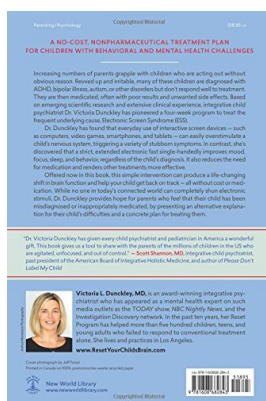 Copyrighted Material
Parenting/Psychology
A NO-COST, NONPHARMACEUTICAL TREATMENT PLAN
FOR CHILDREN WITH BEHAVIORAL AND MENTAL HEALTH CHALLENGES
Increasing numbers of parents grapple with children who are acting out without
obvious reason. Revved up and irritable, many of these children are diagnosed with
ADHD, bipolar illness, autism, or other disorders but don't respond well to treatment.
They are then medicated, often with poor results and unwanted side effects. Based
on emerging scientific research and extensive clinical experience, integrative child
psychiatrist Dr. Victoria Dunckley has pioneered a four-week program to treat the
frequent underlying cause, Electronic Screen Syndrome (ESS).
Dr. Dunckley has found that everyday use of interactive screen devices — such
as computers, video games, smartphones, and tablets — can easily overstimulate a
child's nervous system, triggering a variety of stubborn symptoms. In contrast, she's
discovered that a strict, extended electronic fast single-handedly improves mood,
focus, sleep, and behavior, regardless of the child's diagnosis. It also reduces the need
for medication and renders other treatments more effective.
Offered now in this book, this simple intervention can produce a life-changing
shift in brain function and help your child get back on track — all without cost or med-
ication. While no one in today's connected world can completely shun electronic
stimuli, Dr. Dunckley provides hope for parents who feel that their child has been
misdiagnosed or inappropriately medicated, by presenting an alternative explana-
tion for their child's difficulties and a concrete plan for treating them.
"Dr. Victoria Dunckley has given every child psychiatrist and pediatrician in America a wonderful
gift. This book gives us a tool to share with the parents of the millions of children in the US who
are agitated, unfocused, and out of control." — Scott Shannon, MD, integrative child psychiatrist,
past president of the American Board of Integrative Holistic Medicine, and author of Please Don't
Label My Child
Victoria L. Dunckley, MD, is an award-winning integrative psy-
chiatrist who has appeared as a mental health expert on such
media outlets as the TODAY show, NBC Nightly News, and the
Investigation Discovery network. In the past ten years, her Reset
Program has helped more than five hundred children, teens, and
young adults who failed to respond to conventional treatment
alone. She lives and practices in Los Angeles.
www.ResetYourChildsBrain.com
Printed in Canada on 100% postconsumer-waste recycled paper
New World Library
www.newworldlibrary.com
Copyrighted Material